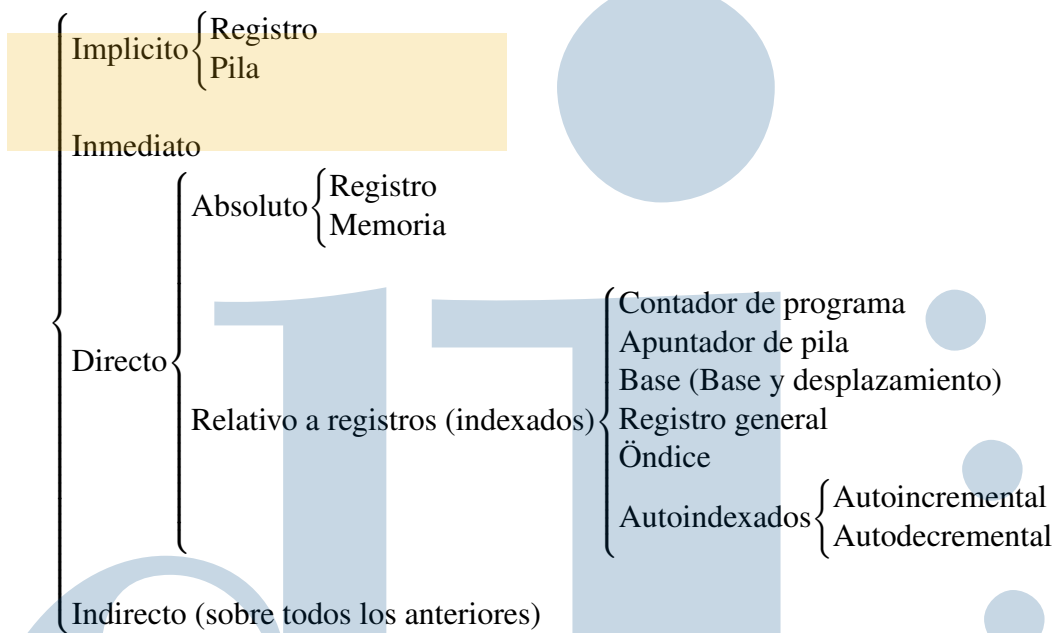 Implicito
Registro
Pila
Inmediato
Directo
Absoluto
Registro
Memoria
Relativo a registros (indexados)
Contador de programa
Apuntador de pila
Base (Base y desplazamiento)
Registro general
Öndice
Autoindexados
Autoincremental
Autodecremental
Indirecto (sobre todos los anteriores)